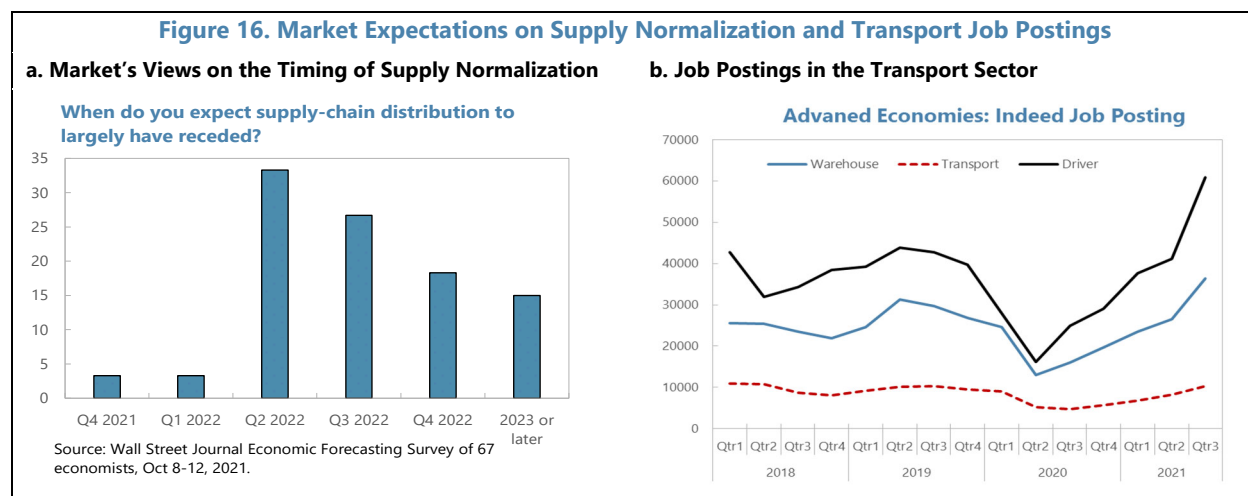 Figure 16. Market Expectations on Supply Normalization and Transport Job Postings
a. Market's Views on the Timing of Supply Normalization
When do you expect supply-chain distribution to
largely have receded?
35
30
25
20
15
10
5
0
Q4 2021 Q1 2022 Q2 2022 Q3 2022 Q4 2022 2023 or
later
Source: Wall Street Journal Economic Forecasting Survey of 67
economists, Oct 8-12, 2021.
b. Job Postings in the Transport Sector
Advaned Economies: Indeed Job Posting
70000
Warehouse Transport Driver
60000
50000
40000
30000
20000
10000
0
Qtr1 Qtr2 Qtr3 Qtr4 Qtr1 Qtr2 Qtr3 Qtr4 Qtr1 Qtr2 Qtr3 Qtr4 Qtr1 Qtr2 Qtr3
2018 2019 2020 2021